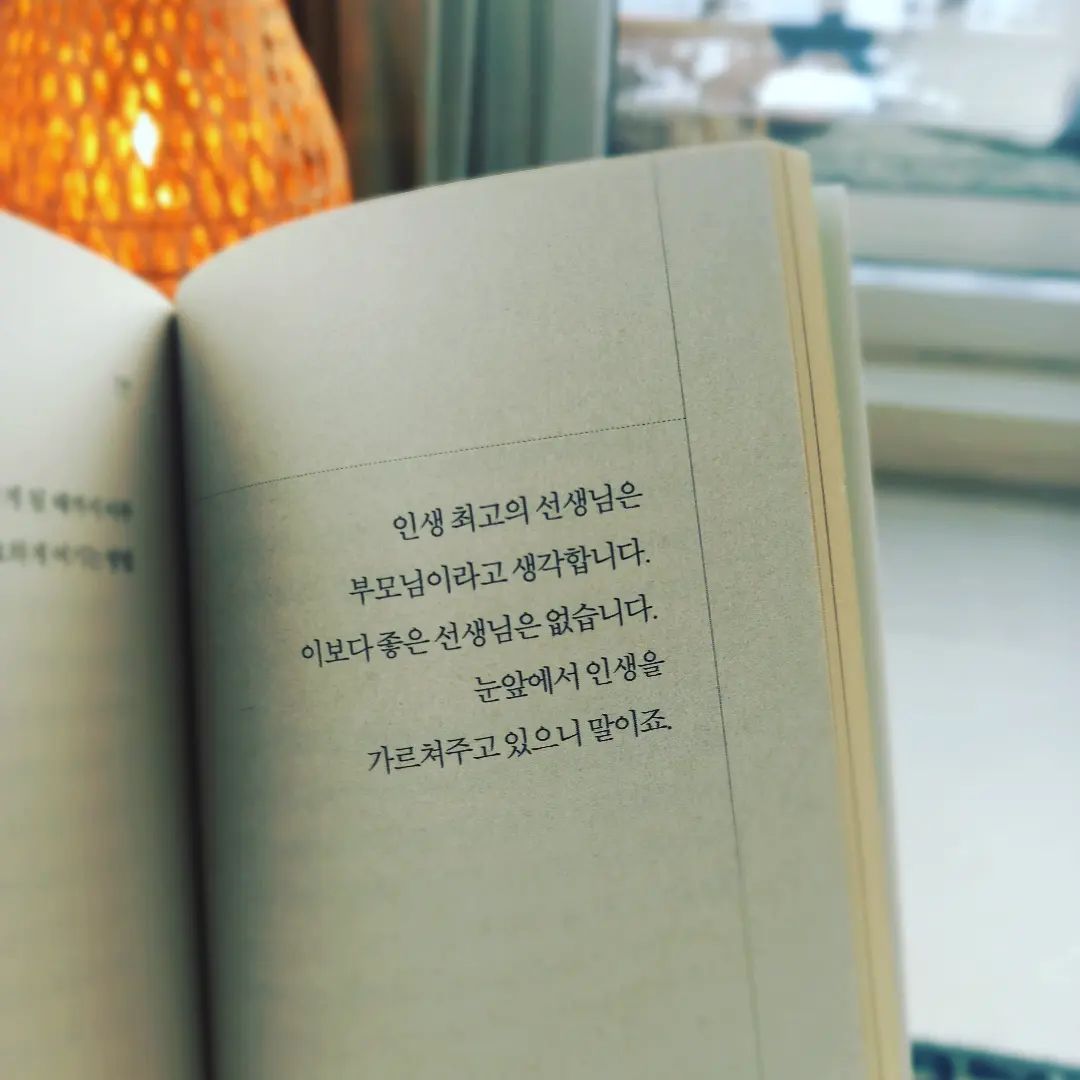 인생 최고의 선생님은
부모님이라고 생각합니다.
이보다 좋은 선생님은 없습니다.
눈앞에서 인생을
가르쳐주고 있으니 말이죠.